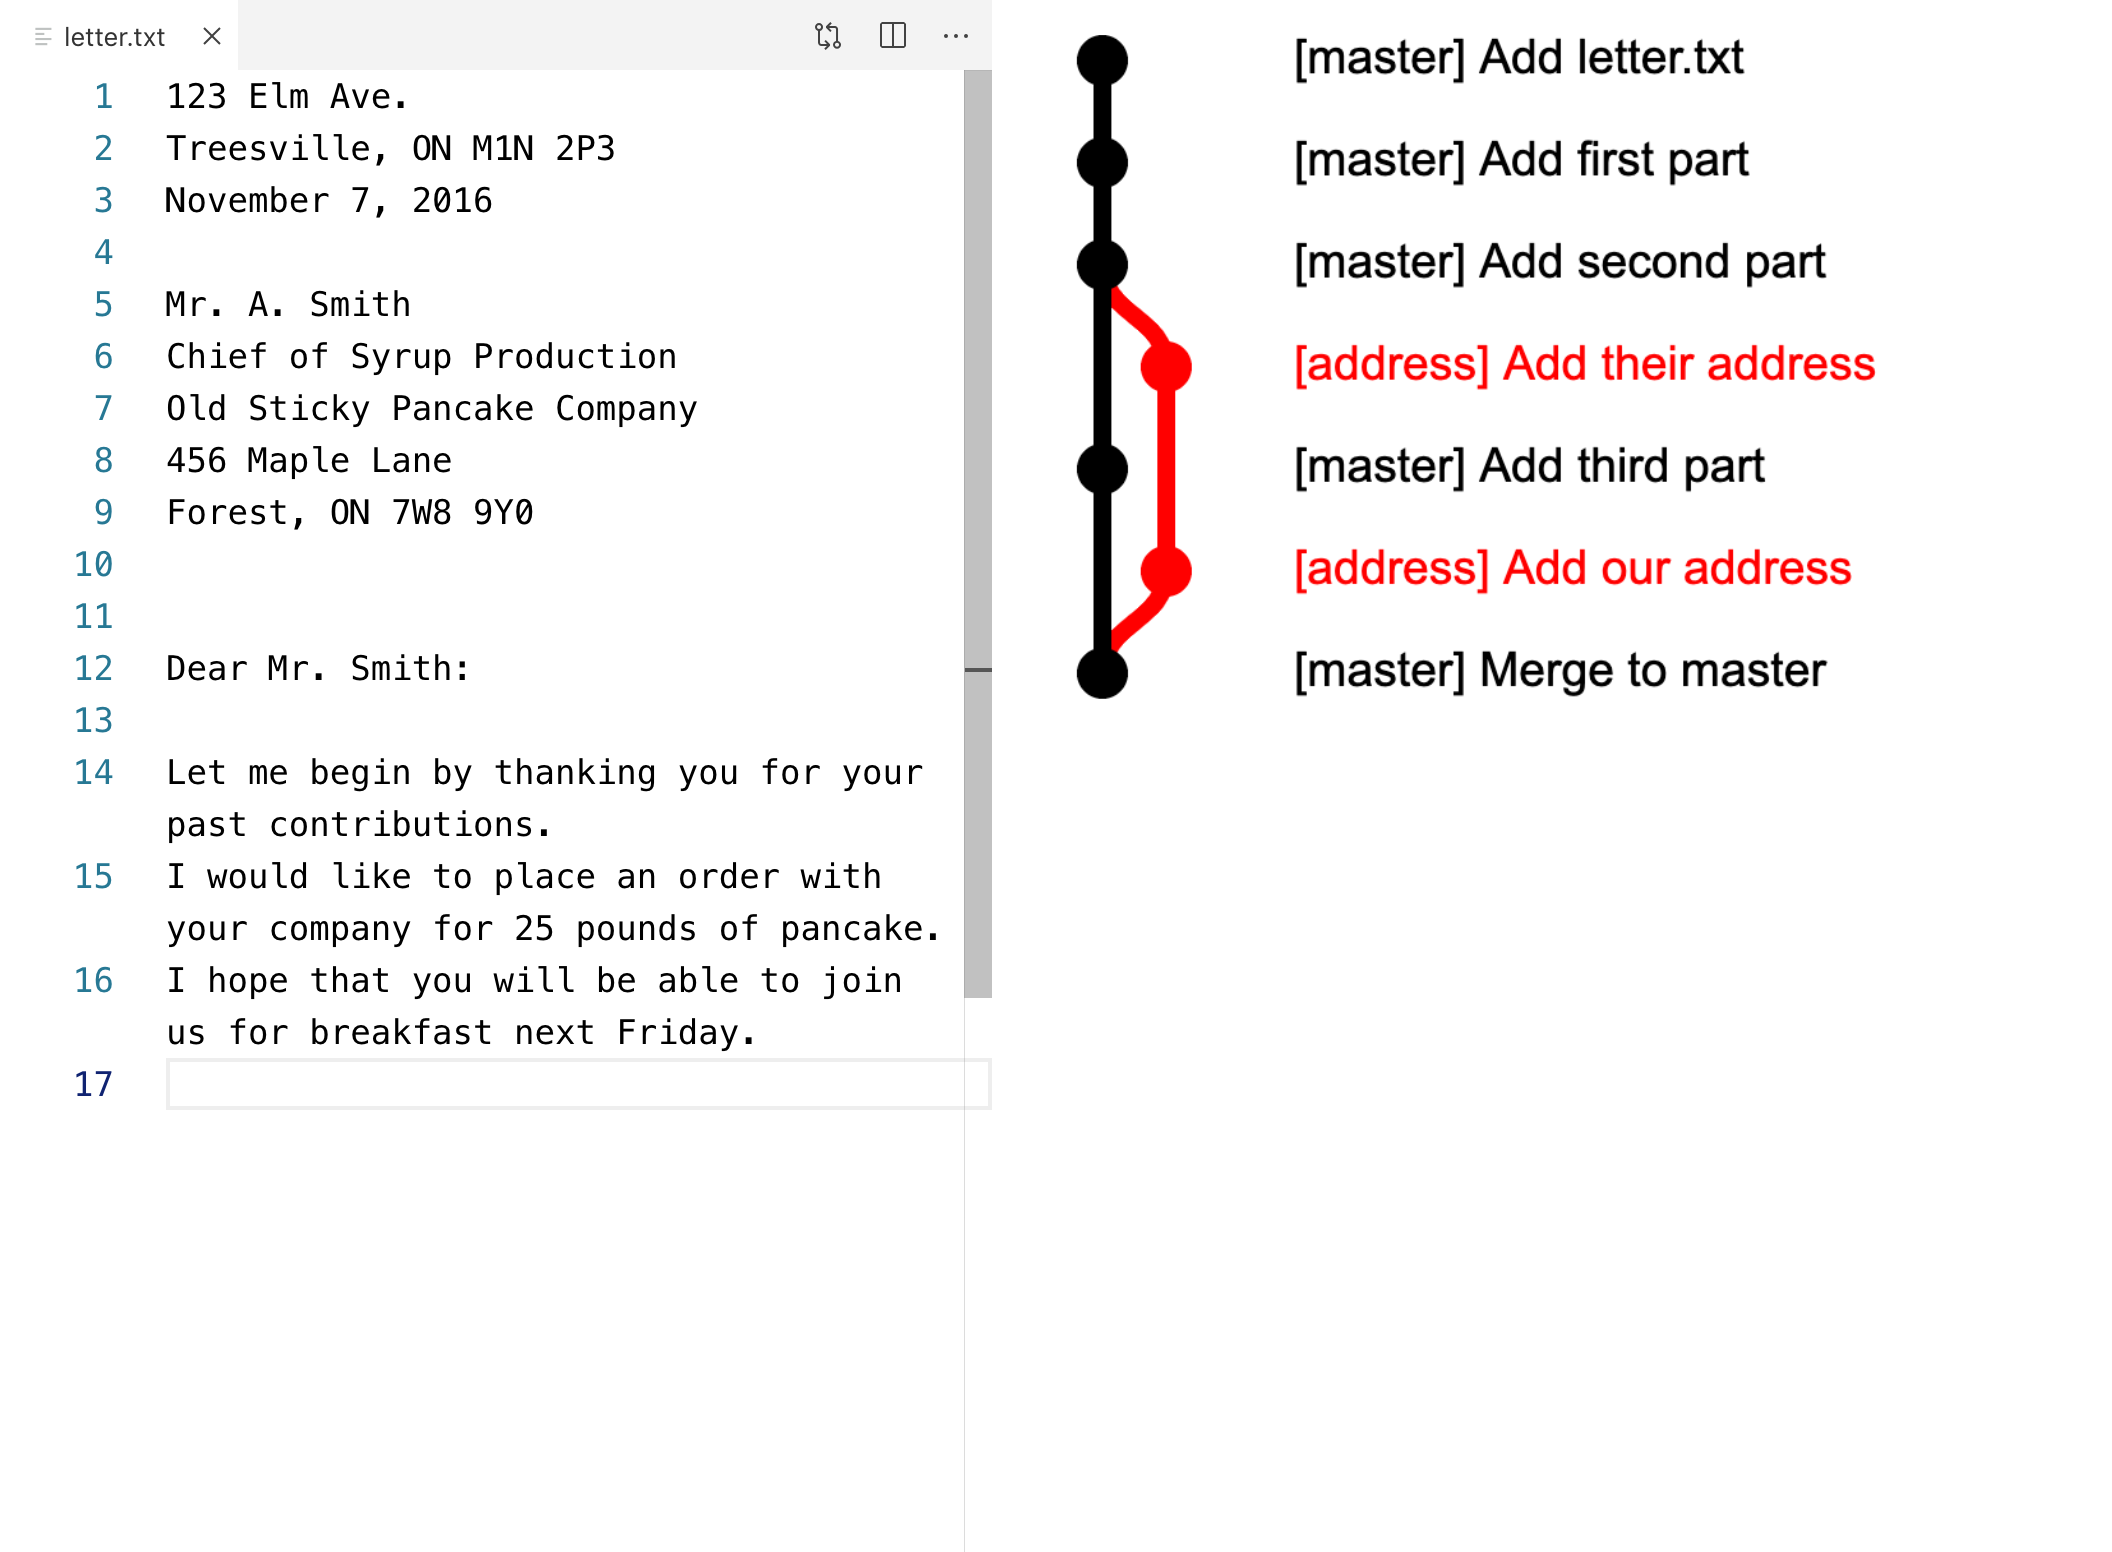 letter.txt
1 123 Elm Ave.
2 Treesville, ON M1N 2P3
3 November 7, 2016
4
5 Mr. A. Smith
6 Chief of Syrup Production
7 Old Sticky Pancake Company
8 456 Maple Lane
9 Forest, ON 7W8 9Y0
10
11
12 Dear Mr. Smith:
13
14 Let me begin by thanking you for your
past contributions.
15 I would like to place an order with
your company for 25 pounds of pancake.
16 I hope that you will be able to join
us for breakfast next Friday.
17
[master] Add letter.txt
[master] Add first part
[master] Add second part
[address] Add their address
[master] Add third part
[address] Add our address
[master] Merge to master